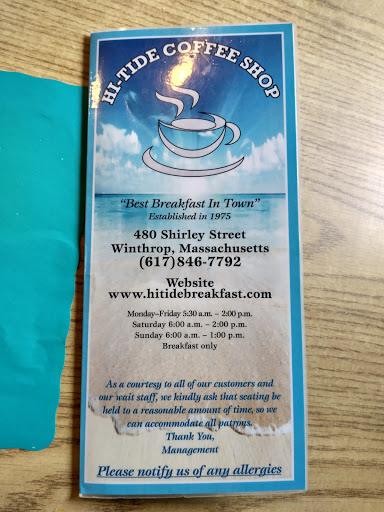 HI-TIDE COFFEE SHOP
“Best Breakfast In Town”
Established in 1975
480 Shirley Street
Winthrop, Massachusetts
(617)846-7792
Website
www.hitidebreakfast.com
Monday–Friday 5:30 a.m. – 2:00 p.m.
Saturday 6:00 a.m. – 2:00 p.m.
Sunday 6:00 a.m. – 1:00 p.m.
Breakfast only
As a courtesy to all of our customers and
our wait staff, we kindly ask that seating be
held to a reasonable amount of time, so we
can accommodate all patrons.
Thank You,
Management
Please notify us of any allergies